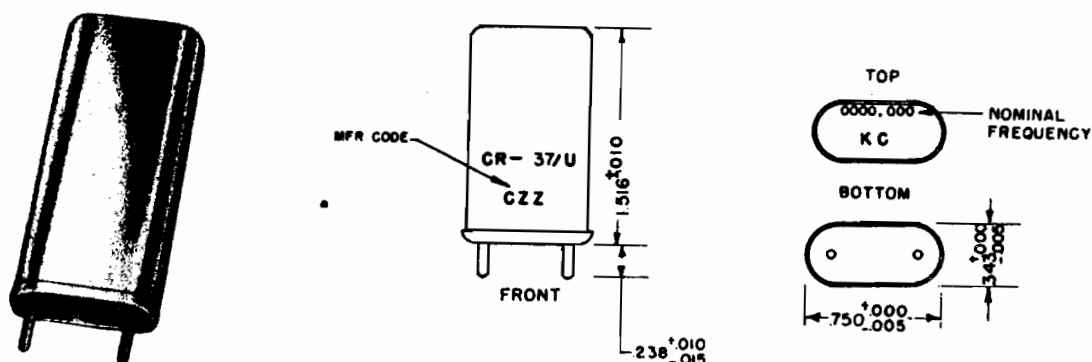 MFR CODE
CR- 37/U
CZZ
1.516±.010
FRONT
.238 +.010 -.015
TOP
0000.000
KC
NOMINAL
FREQUENCY
BOTTOM
.343 +.000 -.005
.750 +.000 -.005